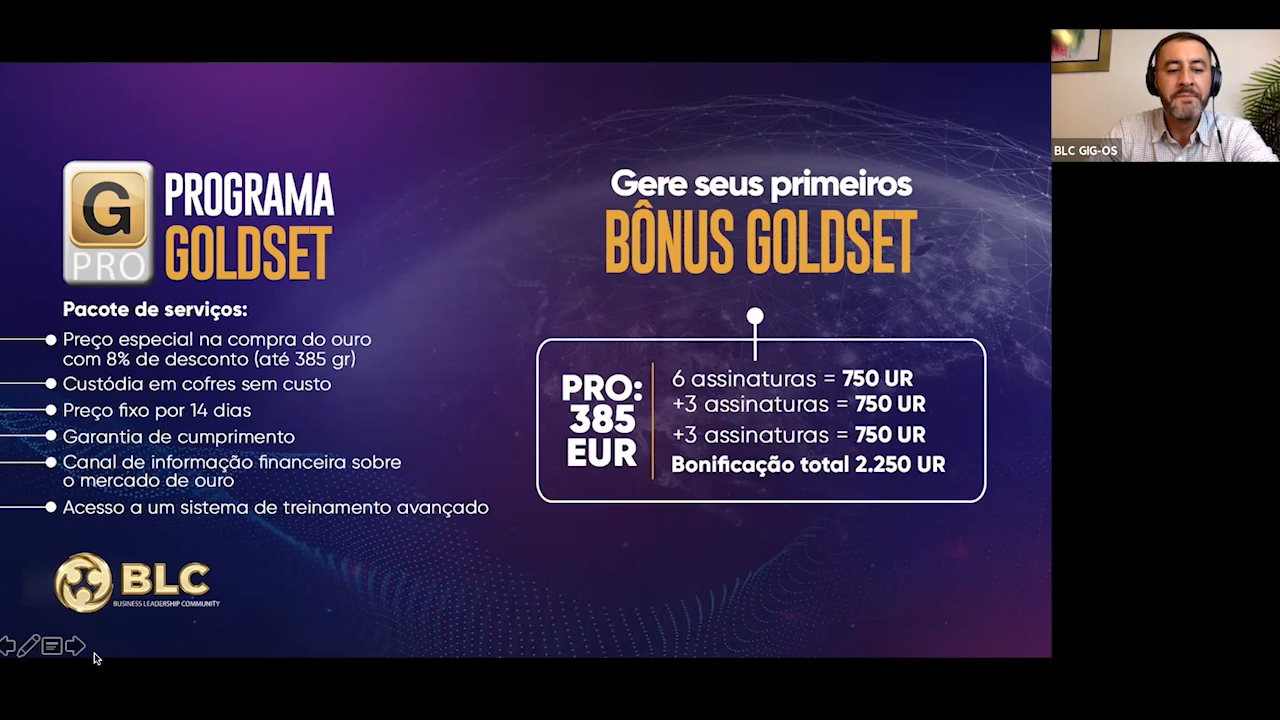 G
PRO
PROGRAMA
GOLDSET
Pacote de serviços:
Preço especial na compra do ouro
com 8% de desconto (até 385 gr)
Custódia em cofres sem custo
Preço fixo por 14 dias
Garantia de cumprimento
Canal de informação financeira sobre
o mercado de ouro
Acesso a um sistema de treinamento avançado
BLC
BUSINESS LEADERSHIP COMMUNITY
Gere seus primeiros
BÔNUS GOLDSET
PRO:
385
EUR
6 assinaturas = 750 UR
+3 assinaturas = 750 UR
+3 assinaturas = 750 UR
Bonificação total 2.250 UR
BLC GIG-OS